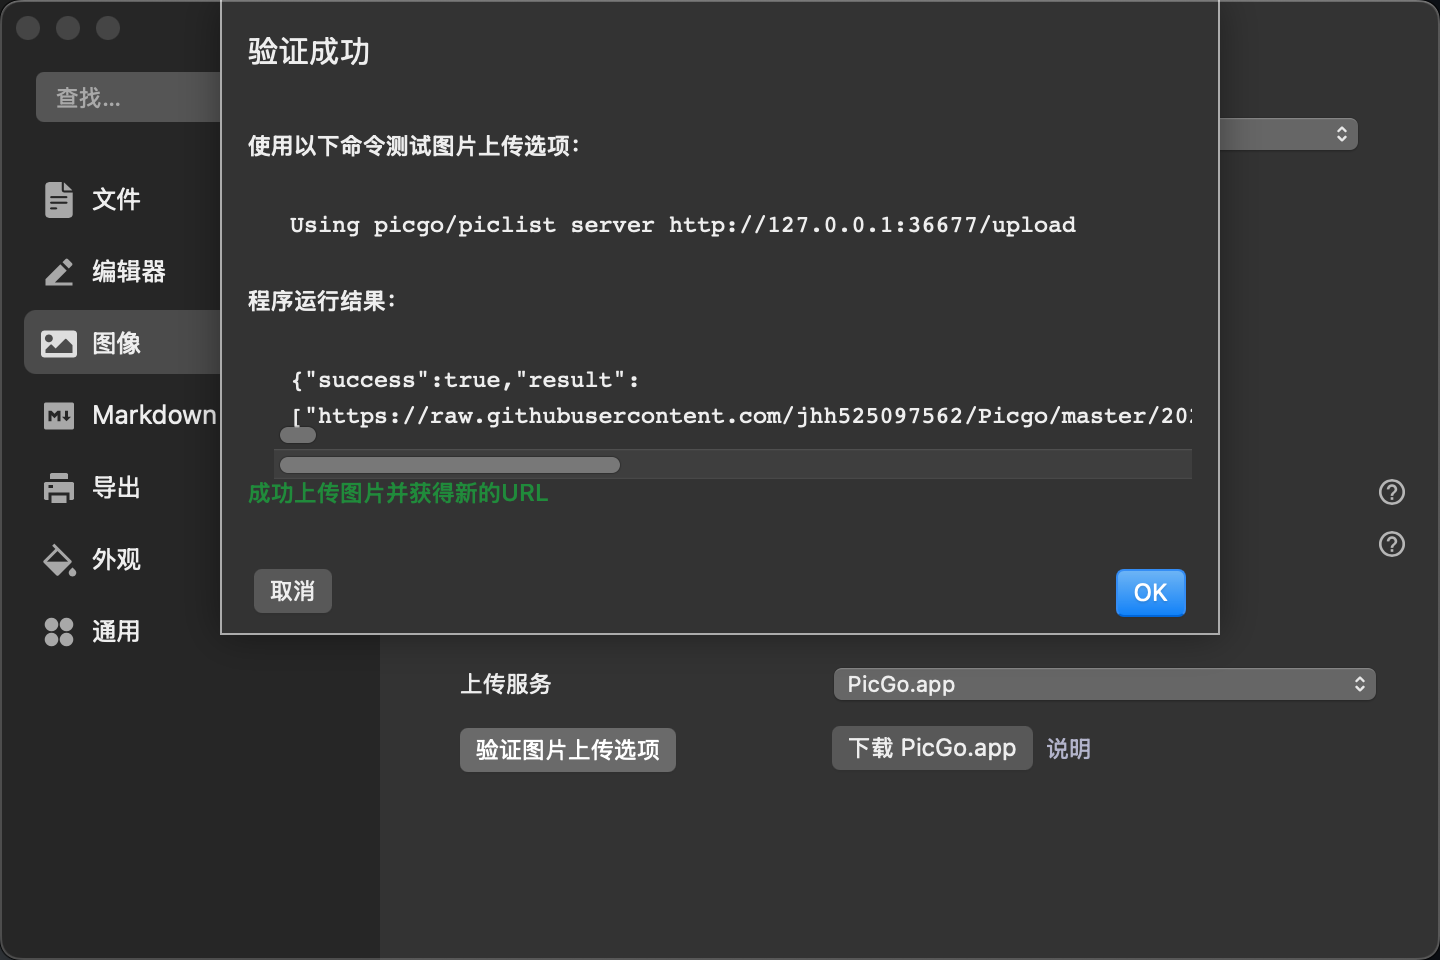 验证成功
查找...
使用以下命令测试图片上传选项：
文件
Using picgo/piclist server http://127.0.0.1:36677/upload
编辑器
程序运行结果：
图像
{"success":true,"result":
["https://raw.githubusercontent.com/jhh525097562/Picgo/master/20
Markdown
导出
成功上传图片并获得新的URL
外观
取消
OK
通用
上传服务
PicGo.app
验证图片上传选项
下载 PicGo.app
说明